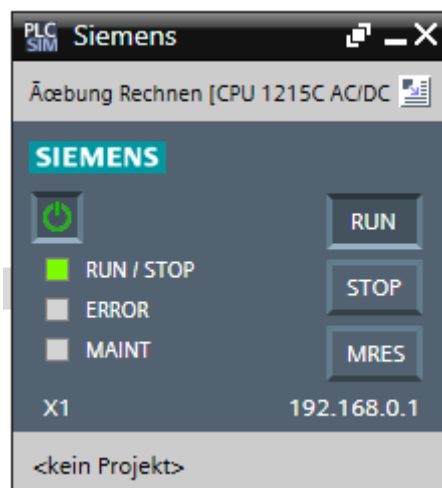 PLC SIM Siemens
Ãœbung Rechnen [CPU 1215C AC/DC
SIEMENS
RUN
RUN / STOP
STOP
ERROR
MAINT
MRES
X1 192.168.0.1
<kein Projekt>